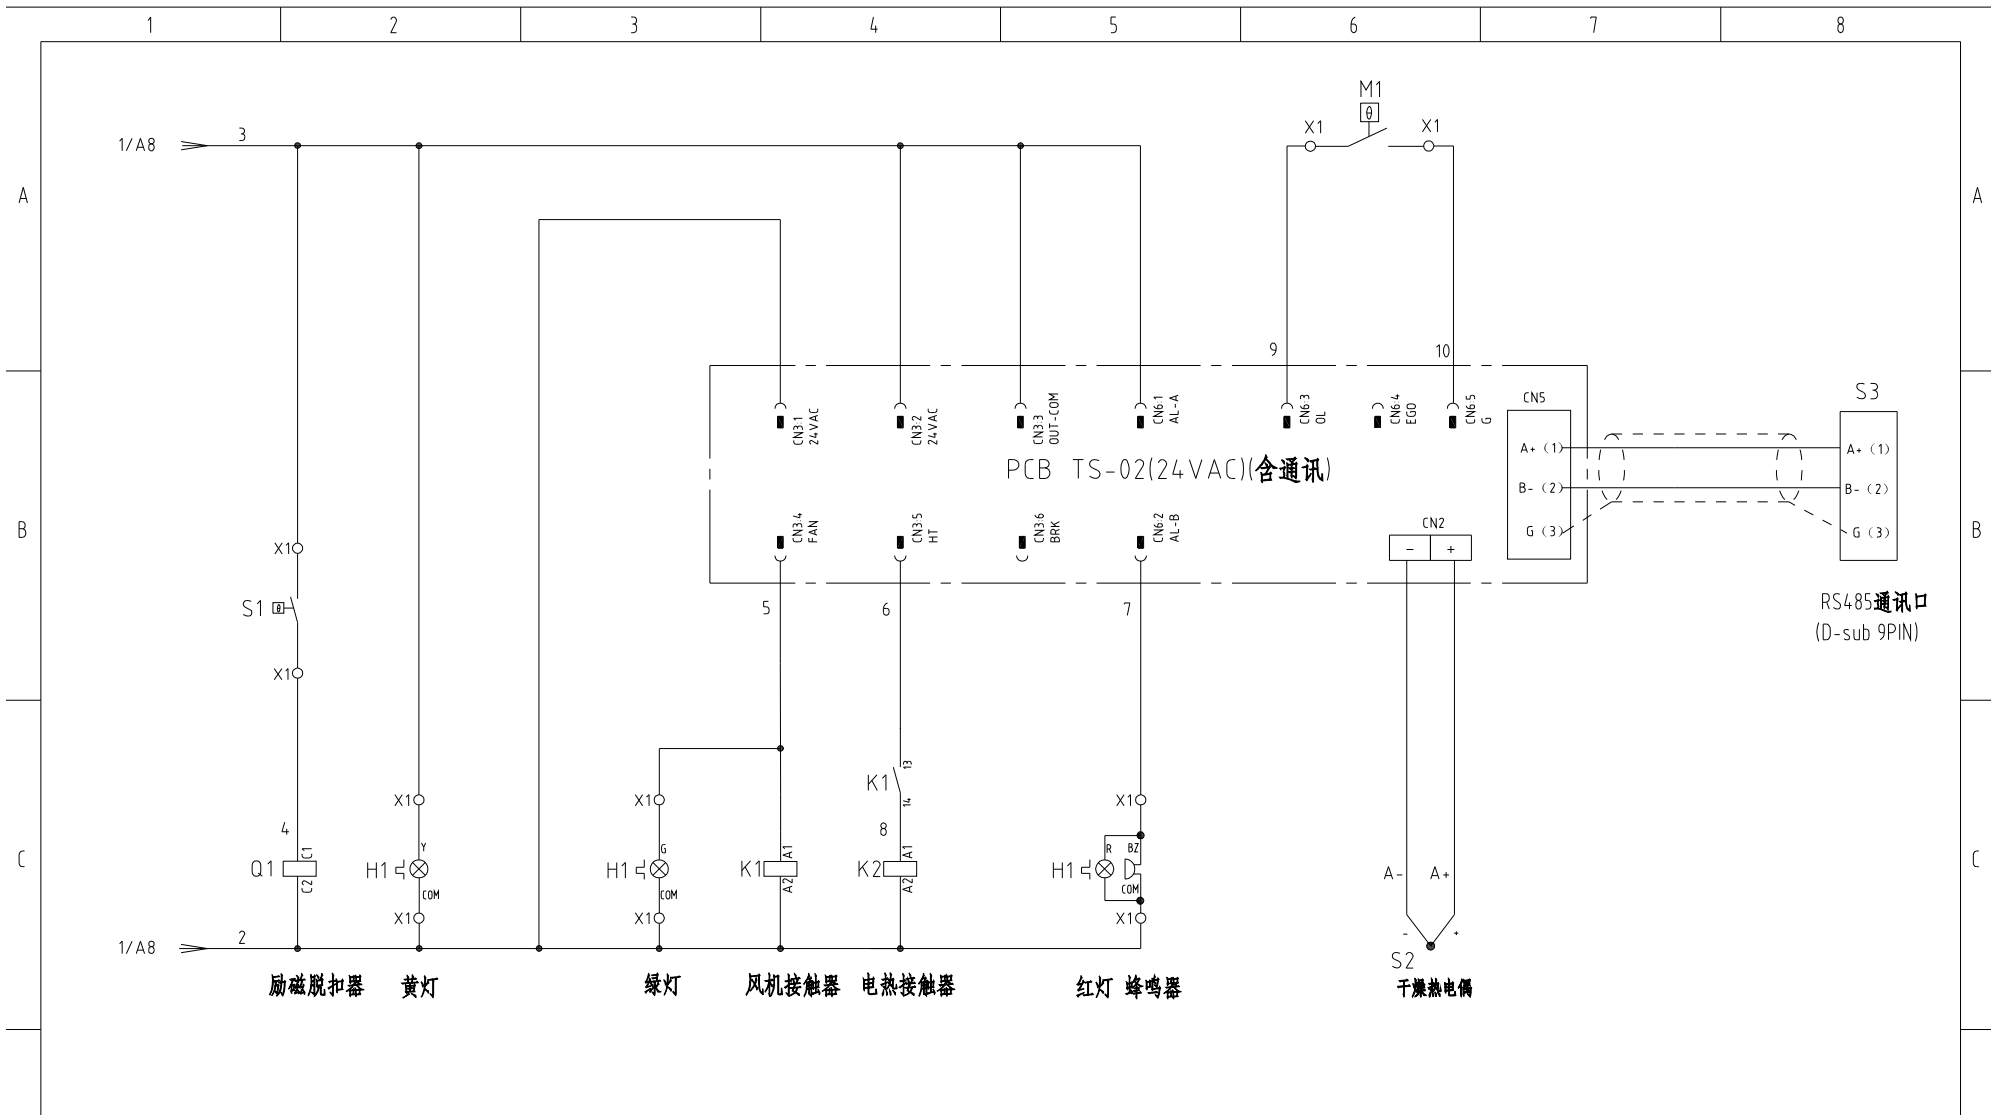 1 2 3 4 5 6 7 8
M1
θ
X1 X1
3
1/A8
A A
9 10
CN3:1
24VAC
CN3:2
24VAC
CN3:3
OUT-COM
CN6:1
AL-A
CN6:3
OL
CN6:4
EGO
CN6:5
G
CN5
S3
A+ (1) A+ (1)
PCB TS-02(24VAC)(含通讯)
B- (2) B- (2)
CN3:4
FAN
CN3:5
HT
CN3:6
BRK
CN6:2
AL-B
CN2
- +
G (3) G (3)
B B
X1
S1 θ
5 6 7
RS485通讯口
(D-sub 9PIN)
X1
K1 13
14
X1 X1 X1
4 8
Q1 C1
C2
H1 Y
COM
H1 G
COM
K1 A1
A2
K2 A1
A2
H1 R BZ
COM
A- A+
C C
X1 X1 X1
- +
2
1/A8
S2
励磁脱扣器 黄灯 绿灯 风机接触器 电热接触器 红灯 蜂鸣器 干燥热电偶